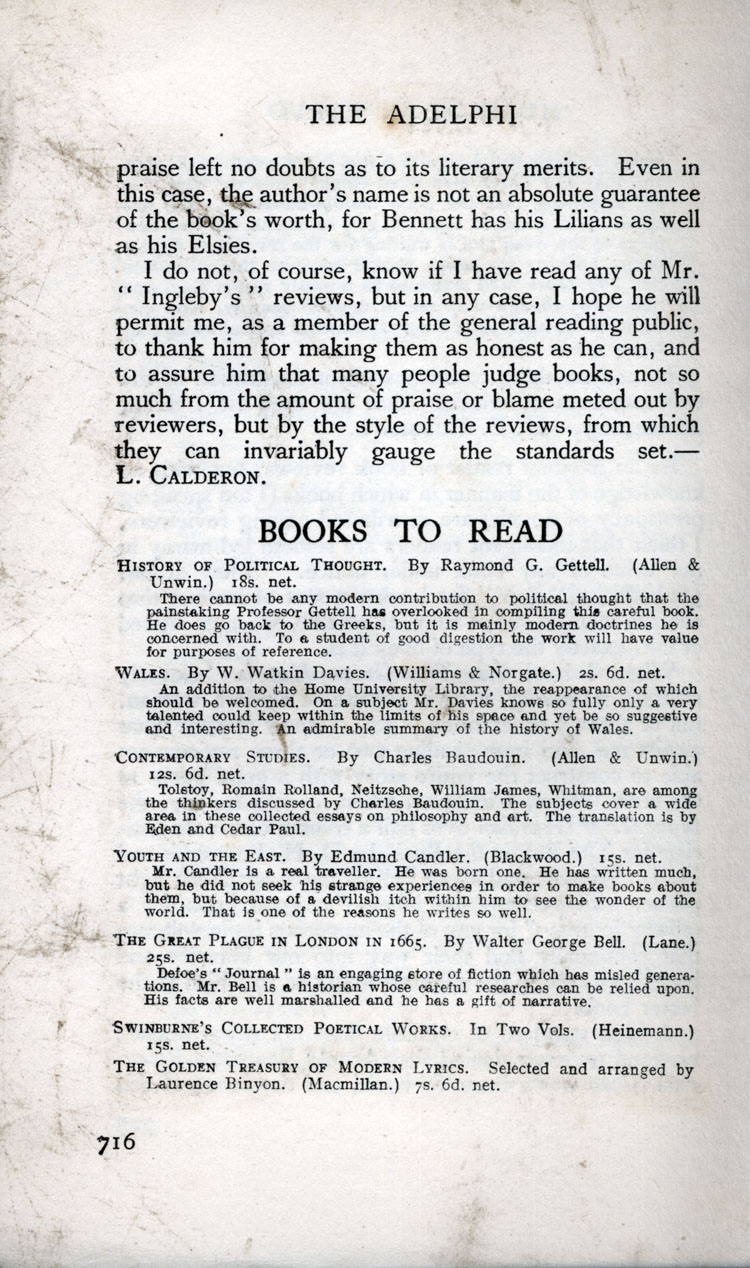 THE ADELPHI
praise left no doubts as to its literary merits. Even in
this case, the author's name is not an absolute guarantee
of the book's worth, for Bennett has his Lilians as well
as his Elsies.
I do not, of course, know if I have read any of Mr.
“ Ingleby's ” reviews, but in any case, I hope he will
permit me, as a member of the general reading public,
to thank him for making them as honest as he can, and
to assure him that many people judge books, not so
much from the amount of praise or blame meted out by
reviewers, but by the style of the reviews, from which
they can invariably gauge the standards set.—
L. CALDERON.
BOOKS TO READ
HISTORY OF POLITICAL THOUGHT. By Raymond G. Gettell. (Allen &
Unwin.) 18s. net.
There cannot be any modern contribution to political thought that the
painstaking Professor Gettell has overlooked in compiling this careful book.
He does go back to the Greeks, but it is mainly modern doctrines he is
concerned with. To a student of good digestion the work will have value
for purposes of reference.
WALES. By W. Watkin Davies. (Williams & Norgate.) 2s. 6d. net.
An addition to the Home University Library, the reappearance of which
should be welcomed. On a subject Mr. Davies knows so fully only a very
talented could keep within the limits of his space and yet be so suggestive
and interesting. An admirable summary of the history of Wales.
CONTEMPORARY STUDIES. By Charles Baudouin. (Allen & Unwin.)
12s. 6d. net.
Tolstoy, Romain Rolland, Neitzsche, William James, Whitman, are among
the thinkers discussed by Charles Baudouin. The subjects cover a wide
area in these collected essays on philosophy and art. The translation is by
Eden and Cedar Paul.
YOUTH AND THE EAST. By Edmund Candler. (Blackwood.) 15s. net.
Mr. Candler is a real traveller. He was born one. He has written much,
but he did not seek his strange experiences in order to make books about
them, but because of a devilish itch within him to see the wonder of the
world. That is one of the reasons he writes so well.
THE GREAT PLAGUE IN LONDON IN 1665. By Walter George Bell. (Lane.)
25s. net.
Defoe's “ Journal ” is an engaging store of fiction which has misled genera-
tions. Mr. Bell is a historian whose careful researches can be relied upon.
His facts are well marshalled and he has a gift of narrative.
SWINBURNE'S COLLECTED POETICAL WORKS. In Two Vols. (Heinemann.)
15s. net.
THE GOLDEN TREASURY OF MODERN LYRICS. Selected and arranged by
Laurence Binyon. (Macmillan.) 7s. 6d. net.
716